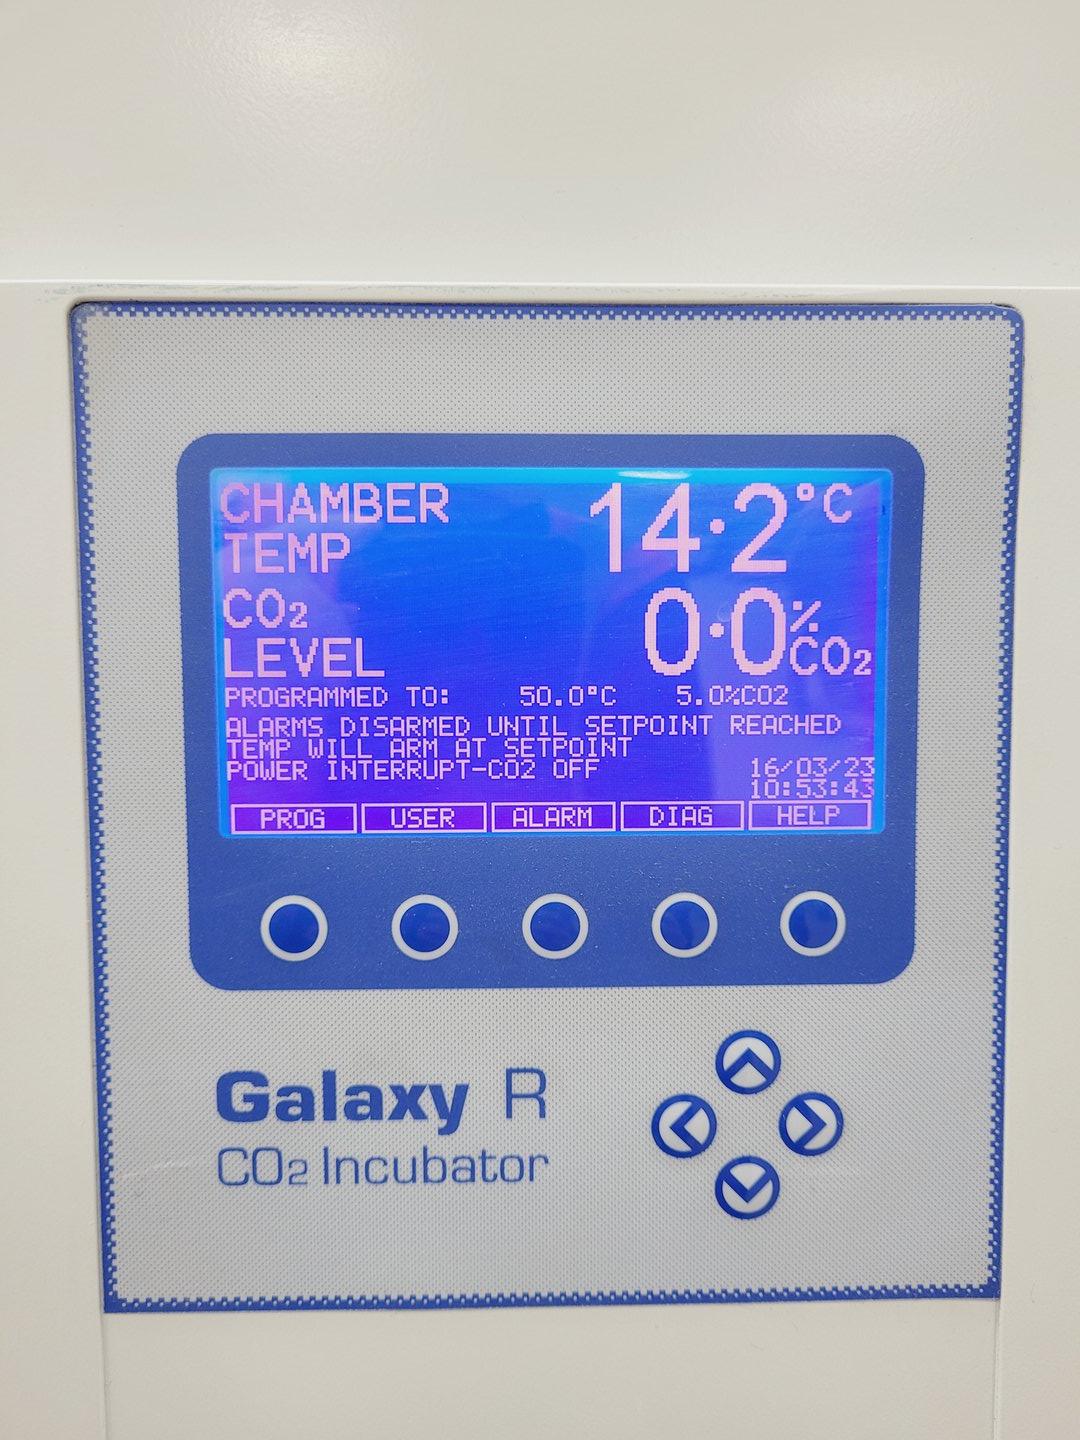 CHAMBER 14.2°C
TEMP
CO2 0.0% CO2
LEVEL
PROGRAMMED TO: 50.0°C 5.0%CO2
ALARMS DISARMED UNTIL SETPOINT REACHED
TEMP WILL ARM AT SETPOINT
POWER INTERRUPT-CO2 OFF 16/03/23
10:53:43
PROG USER ALARM DIAG HELP
Galaxy R
CO2 Incubator